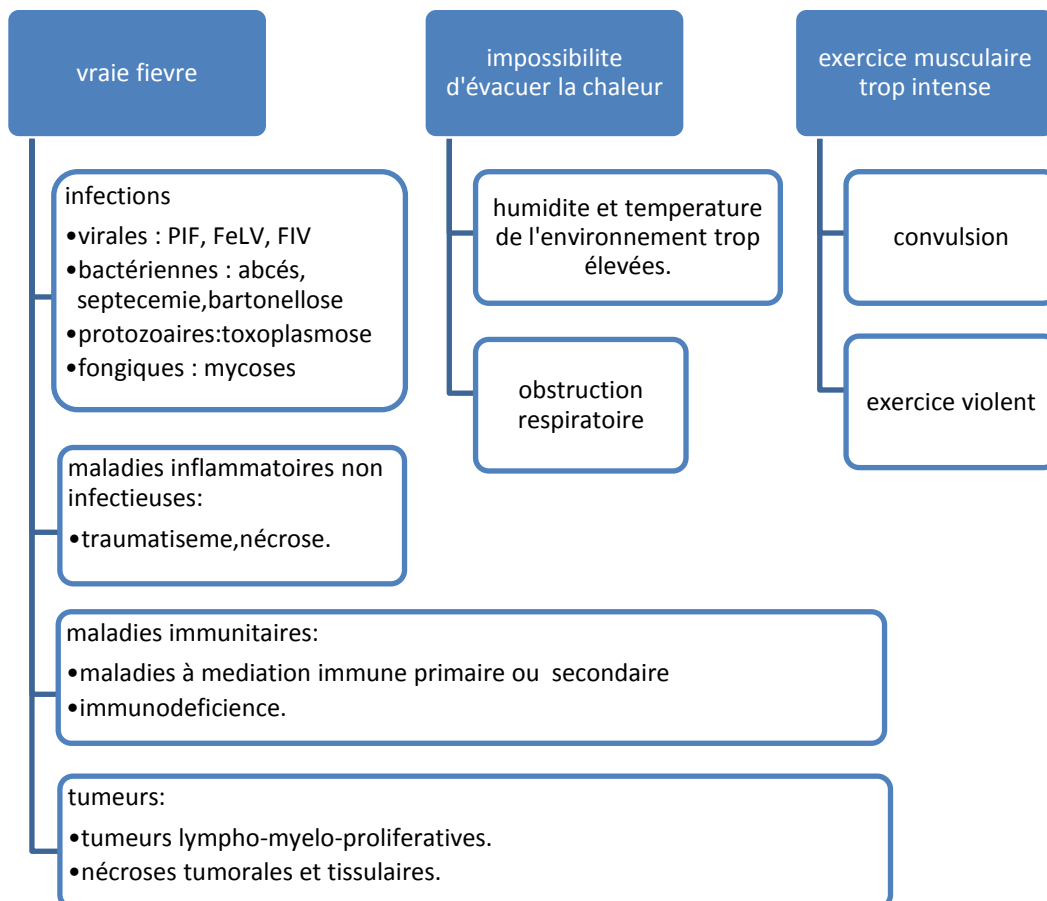 vraie fievre
infections
•virales : PIF, FeLV, FIV
•bactériennes : abcés,
septecemie,bartonellose
•protozoaires:toxoplasmose
•fongiques : mycoses
maladies inflammatoires non
infectieuses:
•traumatiseme,nécrose.
maladies immunitaires:
•maladies à mediation immune primaire ou secondaire
•immunodeficience.
tumeurs:
•tumeurs lympho-myelo-proliferatives.
•nécroses tumorales et tissulaires.
impossibilite
d'évacuer la chaleur
humidite et temperature
de l'environnement trop
élevées.
obstruction
respiratoire
exercice musculaire
trop intense
convulsion
exercice violent